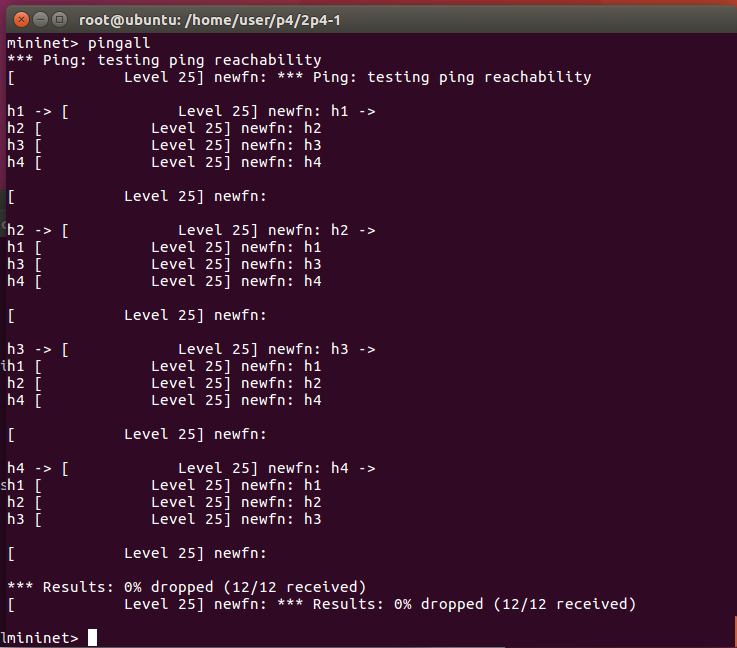 root@ubuntu: /home/user/p4/2p4-1
mininet> pingall
*** Ping: testing ping reachability
[            Level 25] newfn: *** Ping: testing ping reachability
h1 -> [            Level 25] newfn: h1 ->
h2 [            Level 25] newfn: h2
h3 [            Level 25] newfn: h3
h4 [            Level 25] newfn: h4
[            Level 25] newfn:
h2 -> [            Level 25] newfn: h2 ->
h1 [            Level 25] newfn: h1
h3 [            Level 25] newfn: h3
h4 [            Level 25] newfn: h4
[            Level 25] newfn:
h3 -> [            Level 25] newfn: h3 ->
h1 [            Level 25] newfn: h1
h2 [            Level 25] newfn: h2
h4 [            Level 25] newfn: h4
[            Level 25] newfn:
h4 -> [            Level 25] newfn: h4 ->
h1 [            Level 25] newfn: h1
h2 [            Level 25] newfn: h2
h3 [            Level 25] newfn: h3
[            Level 25] newfn:
*** Results: 0% dropped (12/12 received)
[            Level 25] newfn: *** Results: 0% dropped (12/12 received)
mininet>